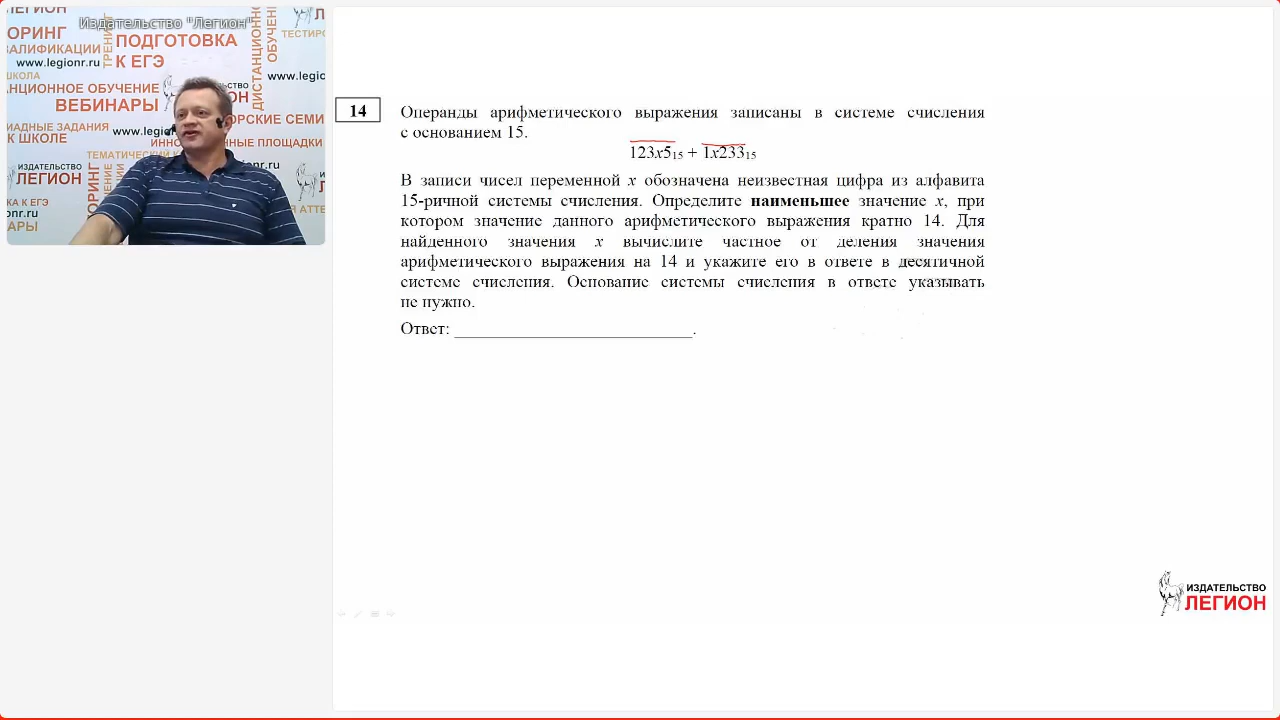 Издательство "Легион"
ЛЕГИОН
ПОДГОТОВКА
К ЕГЭ
www.legionr.ru
ВЕБИНАРЫ
ИЗДАТЕЛЬСТВО
ЛЕГИОН
14
Операнды арифметического выражения записаны в системе счисления
с основанием 15.
123x5₁₅ + 1x233₁₅
В записи чисел переменной x обозначена неизвестная цифра из алфавита
15-ричной системы счисления. Определите наименьшее значение x, при
котором значение данного арифметического выражения кратно 14. Для
найденного значения x вычислите частное от деления значения
арифметического выражения на 14 и укажите его в ответе в десятичной
системе счисления. Основание системы счисления в ответе указывать
не нужно.
Ответ: ____________________________.
ИЗДАТЕЛЬСТВО
ЛЕГИОН